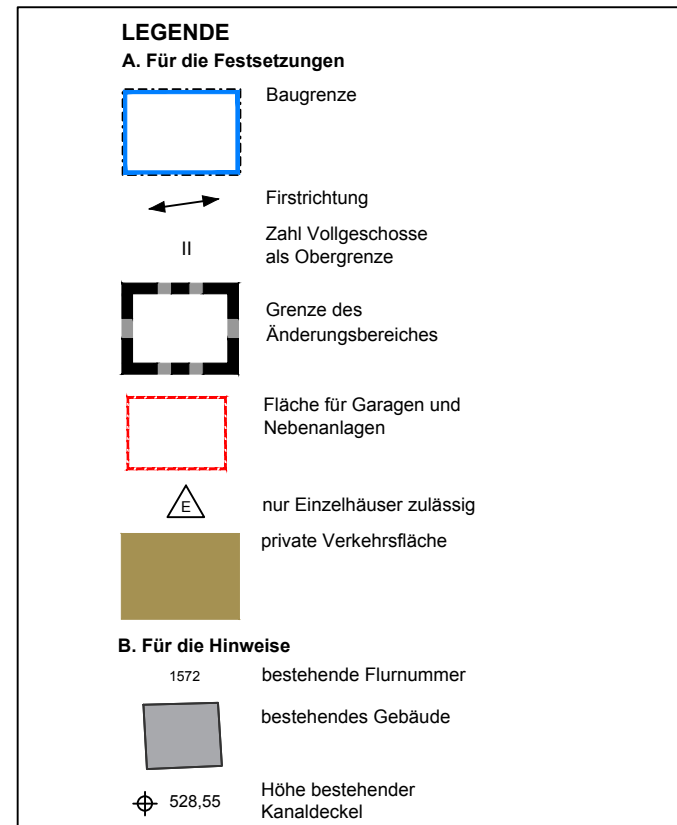 LEGENDE
A. Für die Festsetzungen
Baugrenze
Firstrichtung
II
Zahl Vollgeschosse
als Obergrenze
Grenze des
Änderungsbereiches
Fläche für Garagen und
Nebenanlagen
E
nur Einzelhäuser zulässig
private Verkehrsfläche
B. Für die Hinweise
1572
bestehende Flurnummer
bestehendes Gebäude
528,55
Höhe bestehender
Kanaldeckel